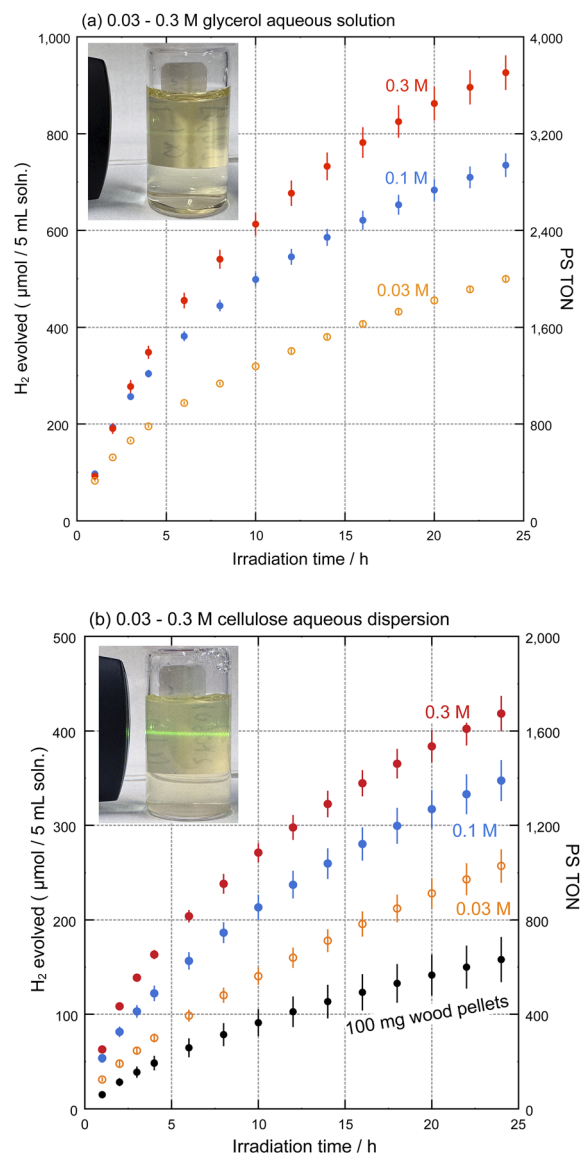 (a) 0.03 - 0.3 M glycerol aqueous solution
1,000
800
600
400
200
0
H₂ evolved ( μmol / 5 mL soln.)
4,000
3,200
2,400
1,600
800
0
PS TON
0.3 M
0.1 M
0.03 M
0
5
10
15
20
25
Irradiation time / h
(b) 0.03 - 0.3 M cellulose aqueous dispersion
500
400
300
200
100
0
H₂ evolved ( μmol / 5 mL soln.)
2,000
1,600
1,200
800
400
0
PS TON
0.3 M
0.1 M
0.03 M
100 mg wood pellets
0
5
10
15
20
25
Irradiation time / h